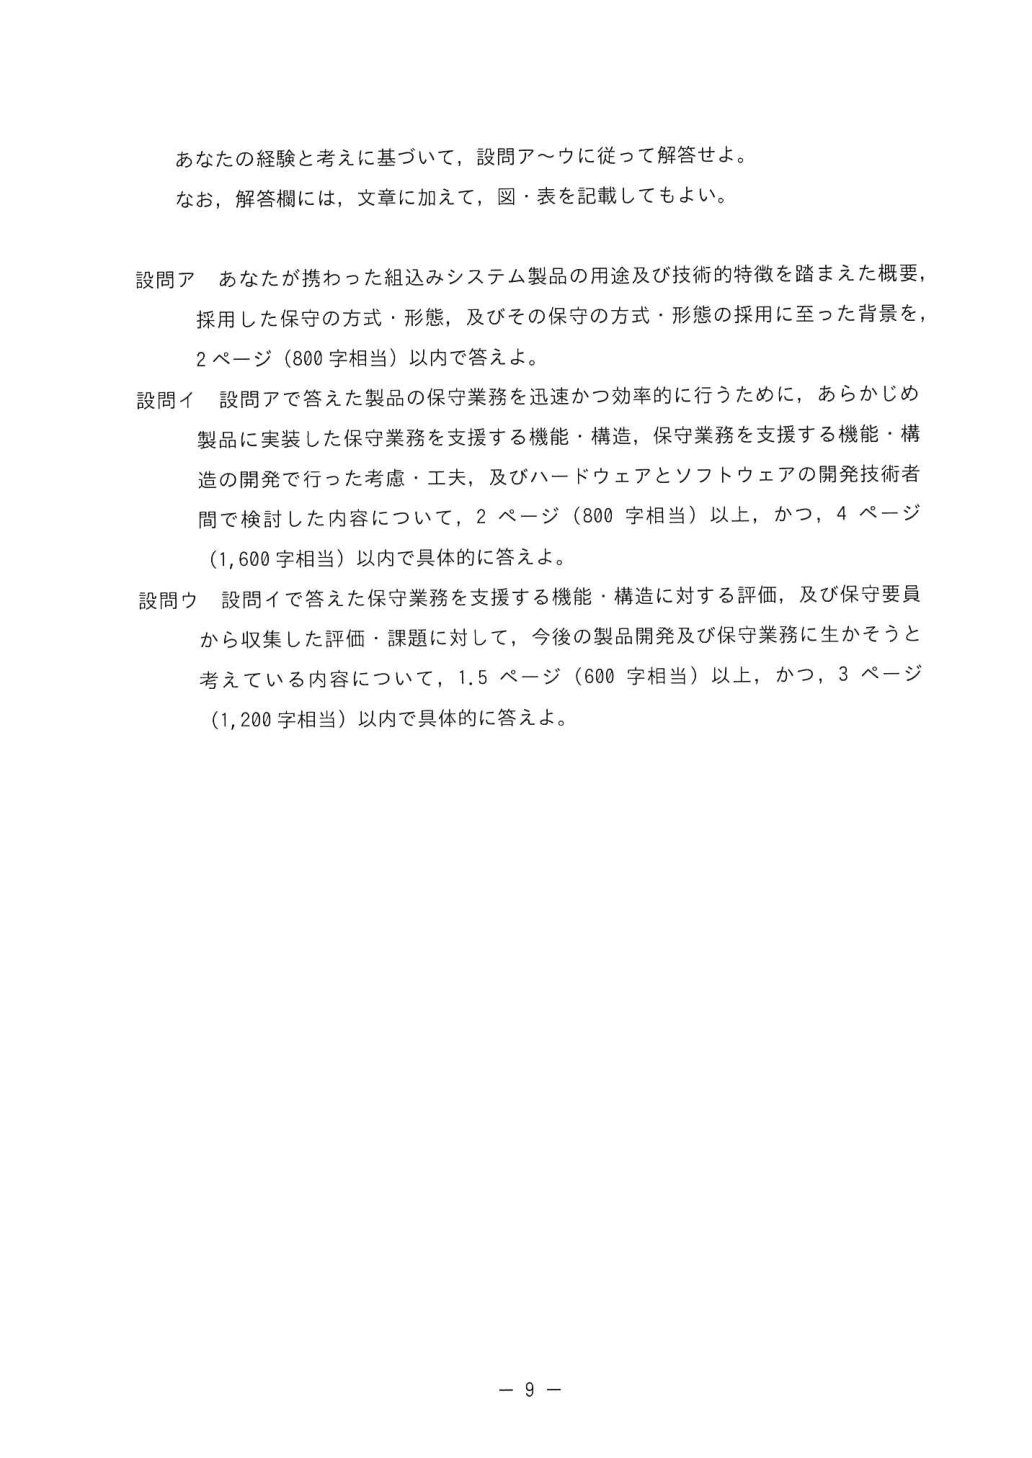 あなたの経験と考えに基づいて，設問ア～ウに従って解答せよ。
なお，解答欄には，文章に加えて，図・表を記載してもよい。
設問ア　あなたが携わった組込みシステム製品の用途及び技術的特徴を踏まえた概要，
採用した保守の方式・形態，及びその保守の方式・形態の採用に至った背景を，
2 ページ（800 字相当）以内で答えよ。
設問イ　設問アで答えた製品の保守業務を迅速かつ効率的に行うために，あらかじめ
製品に実装した保守業務を支援する機能・構造，保守業務を支援する機能・構
造の開発で行った考慮・工夫，及びハードウェアとソフトウェアの開発技術者
間で検討した内容について，2 ページ（800 字相当）以上，かつ，4 ページ
（1,600 字相当）以内で具体的に答えよ。
設問ウ　設問イで答えた保守業務を支援する機能・構造に対する評価，及び保守要員
から収集した評価・課題に対して，今後の製品開発及び保守業務に生かそうと
考えている内容について，1.5 ページ（600 字相当）以上，かつ，3 ページ
（1,200 字相当）以内で具体的に答えよ。
－ 9 －